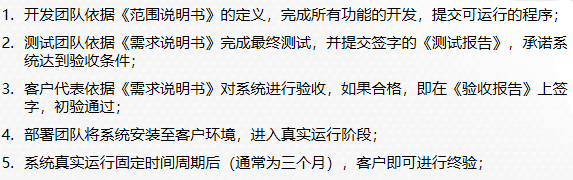 1. 开发团队依据《范围说明书》的定义，完成所有功能的开发，提交可运行的程序；
2. 测试团队依据《需求说明书》完成最终测试，并提交签字的《测试报告》，承诺系
统达到验收条件；
3. 客户代表依据《需求说明书》对系统进行验收，如果合格，即在《验收报告》上签
字，初验通过；
4. 部署团队将系统安装至客户环境，进入真实运行阶段；
5. 系统真实运行固定时间周期后（通常为三个月），客户即可进行终验；